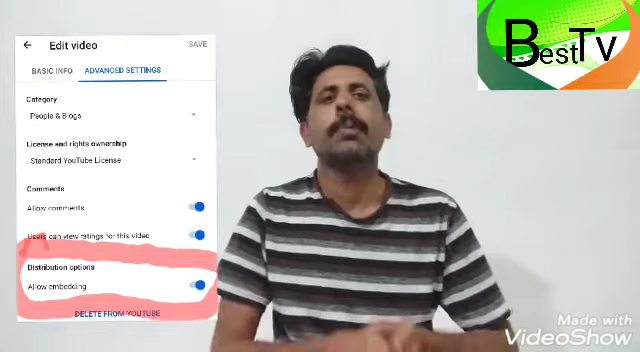 Edit video
SAVE
BASIC INFO
ADVANCED SETTINGS
Category
People & Blogs
License and rights ownership
Standard YouTube License
Comments
Allow comments
Users can view ratings for this video
Distribution options
Allow embedding
DELETE FROM YOUTUBE
BestTv
Made with
VideoShow